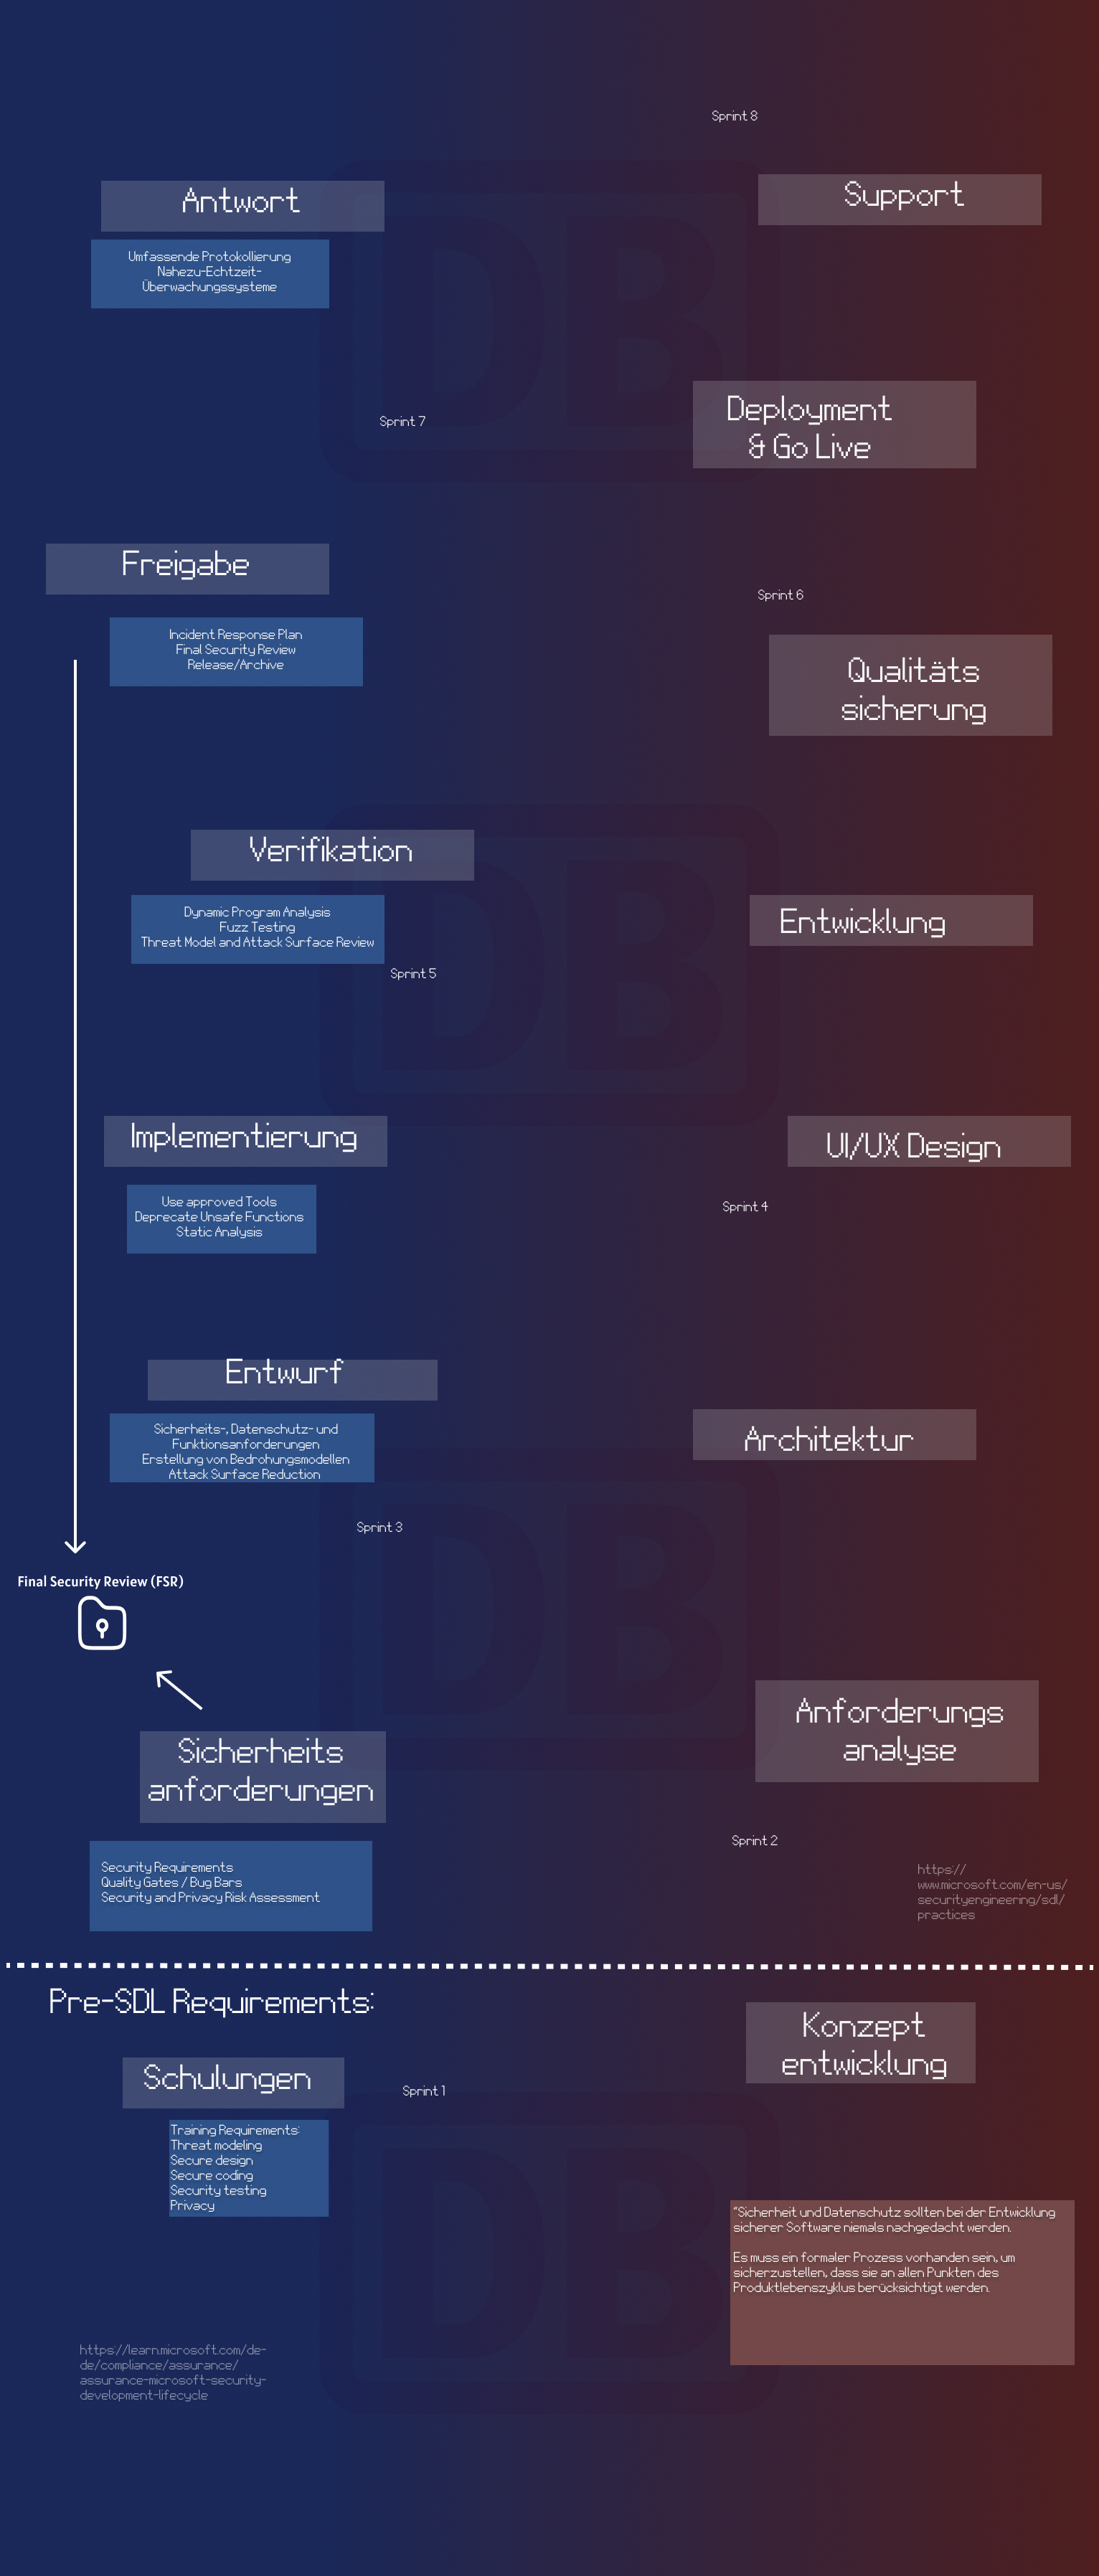 Sprint 8
Antwort
Support
Umfassende Protokollierung
Nahezu-Echtzeit-
Überwachungssysteme
DB
Deployment
& Go Live
Sprint 7
Freigabe
Sprint 6
Incident Response Plan
Final Security Review
Release/Archive
Qualitäts
sicherung
Verifikation
DB
Dynamic Program Analysis
Fuzz Testing
Threat Model and Attack Surface Review
Entwicklung
Sprint 5
Implementierung
UI/UX Design
Use approved Tools
Deprecate Unsafe Functions
Static Analysis
Sprint 4
Entwurf
Architektur
Sicherheits-, Datenschutz- und
Funktionsanforderungen
Erstellung von Bedrohungsmodellen
Attack Surface Reduction
DB
Sprint 3
Final Security Review (FSR)
Anforderungs
analyse
Sicherheits
anforderungen
Sprint 2
Security Requirements
Quality Gates / Bug Bars
Security and Privacy Risk Assessment
https://
www.microsoft.com/en-us/
securityengineering/sdl/
practices
Pre-SDL Requirements:
Konzept
entwicklung
Schulungen
Sprint 1
Training Requirements:
Threat modeling
Secure design
Secure coding
Security testing
Privacy
DB
"Sicherheit und Datenschutz sollten bei der Entwicklung
sicherer Software niemals nachgedacht werden.
Es muss ein formaler Prozess vorhanden sein, um
sicherzustellen, dass sie an allen Punkten des
Produktlebenszyklus berücksichtigt werden.
https://learn.microsoft.com/de-
de/compliance/assurance/
assurance-microsoft-security-
development-lifecycle